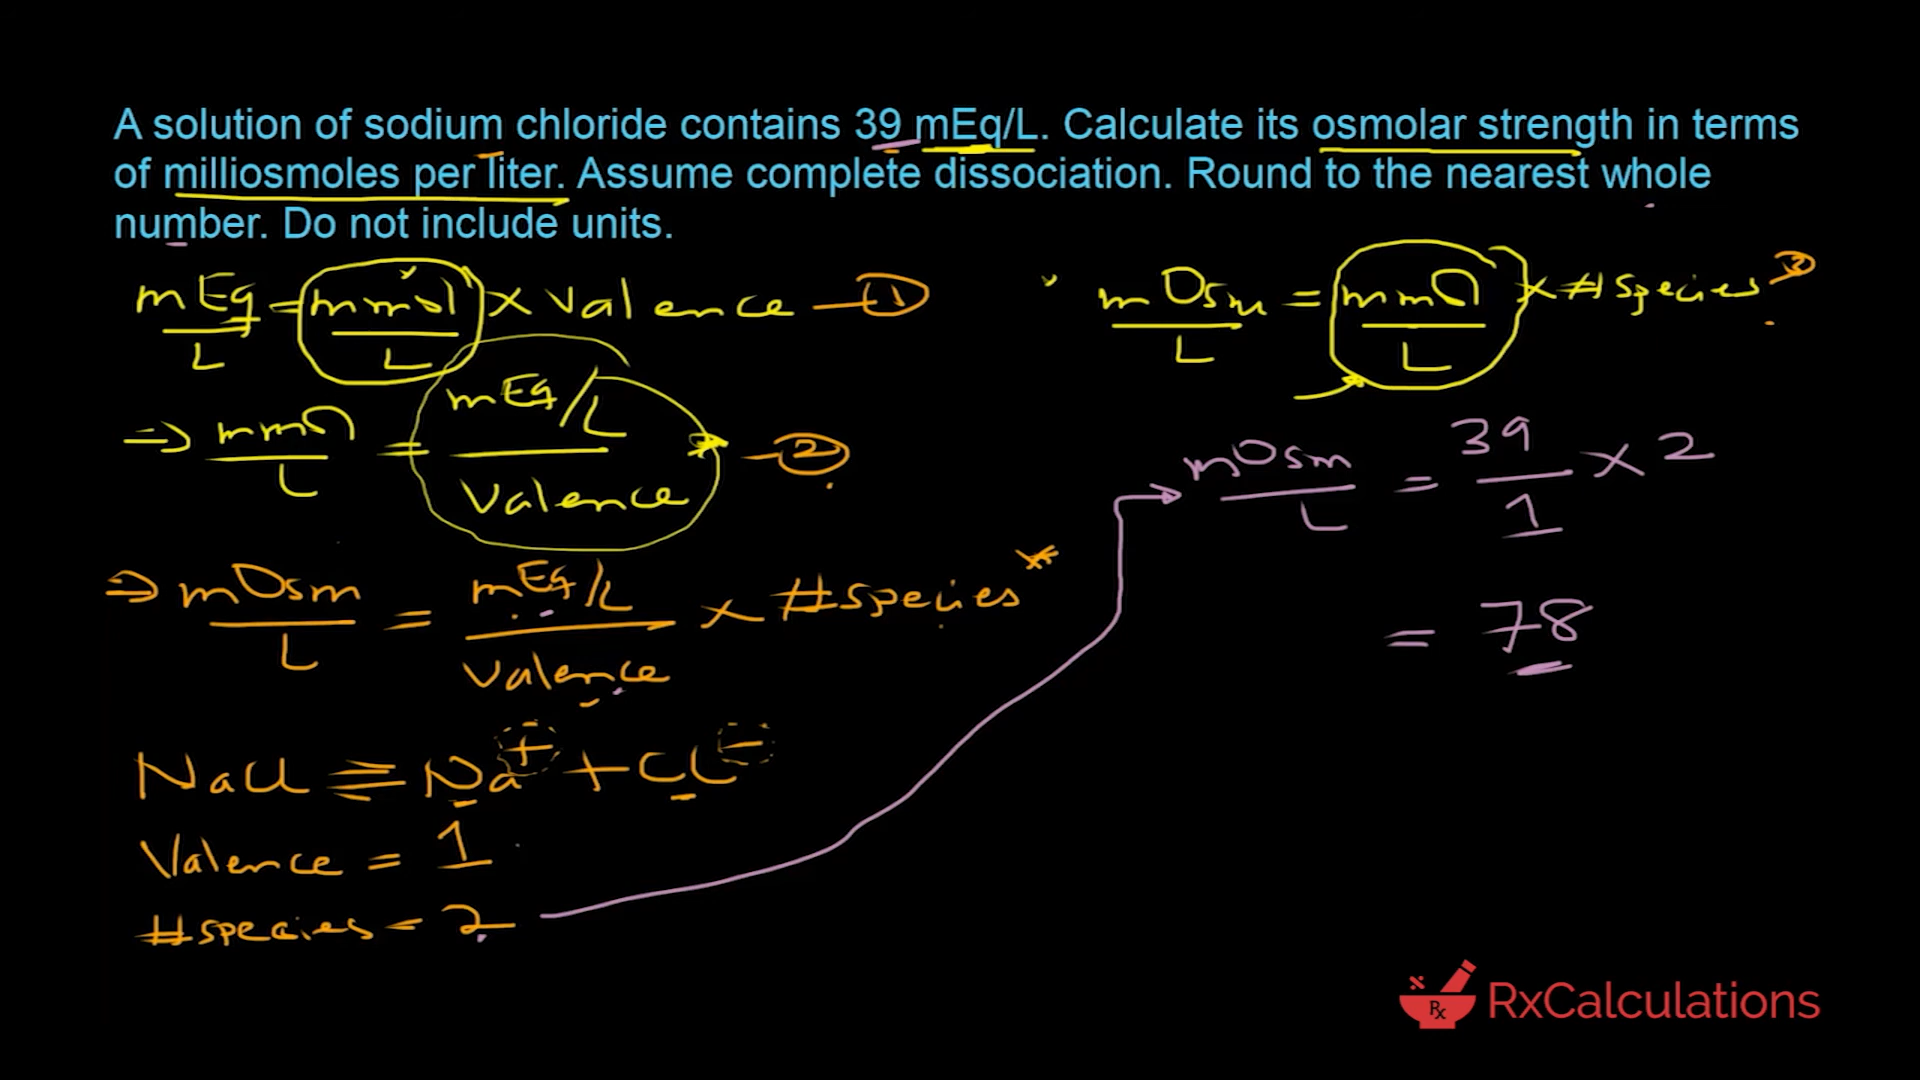 A solution of sodium chloride contains 39 mEq/L. Calculate its osmolar strength in terms
of milliosmoles per liter. Assume complete dissociation. Round to the nearest whole
number. Do not include units.
mEq/L = mmol/L × Valence — ①
⇒ mmol/L = mEq/L / Valence — ②
⇒ mOsm/L = mEq/L / Valence × #species *
NaCl ≡ Na⁺ + Cl⁻
Valence = 1
#species = 2
mOsm/L = mmol/L × #species
mOsm/L = 39/1 × 2
= 78
Rx
RxCalculations